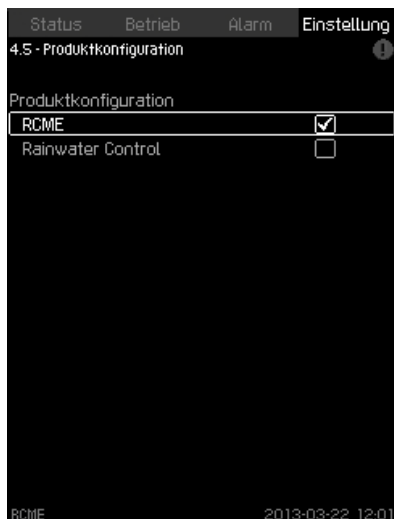 Status Betrieb Alarm Einstellung
4.5 - Produktkonfiguration
Produktkonfiguration
RCME
Rainwater Control
RCME 2013-03-22 12:01